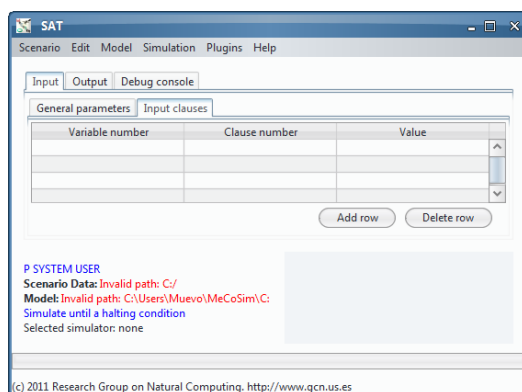 SAT
Scenario Edit Model Simulation Plugins Help
Input Output Debug console
General parameters Input clauses
Variable number Clause number Value
Add row Delete row
P SYSTEM USER
Scenario Data: Invalid path: C:/
Model: Invalid path: C:\Users\Muevo\MeCoSim\C:
Simulate until a halting condition
Selected simulator: none
(c) 2011 Research Group on Natural Computing. http://www.gcn.us.es